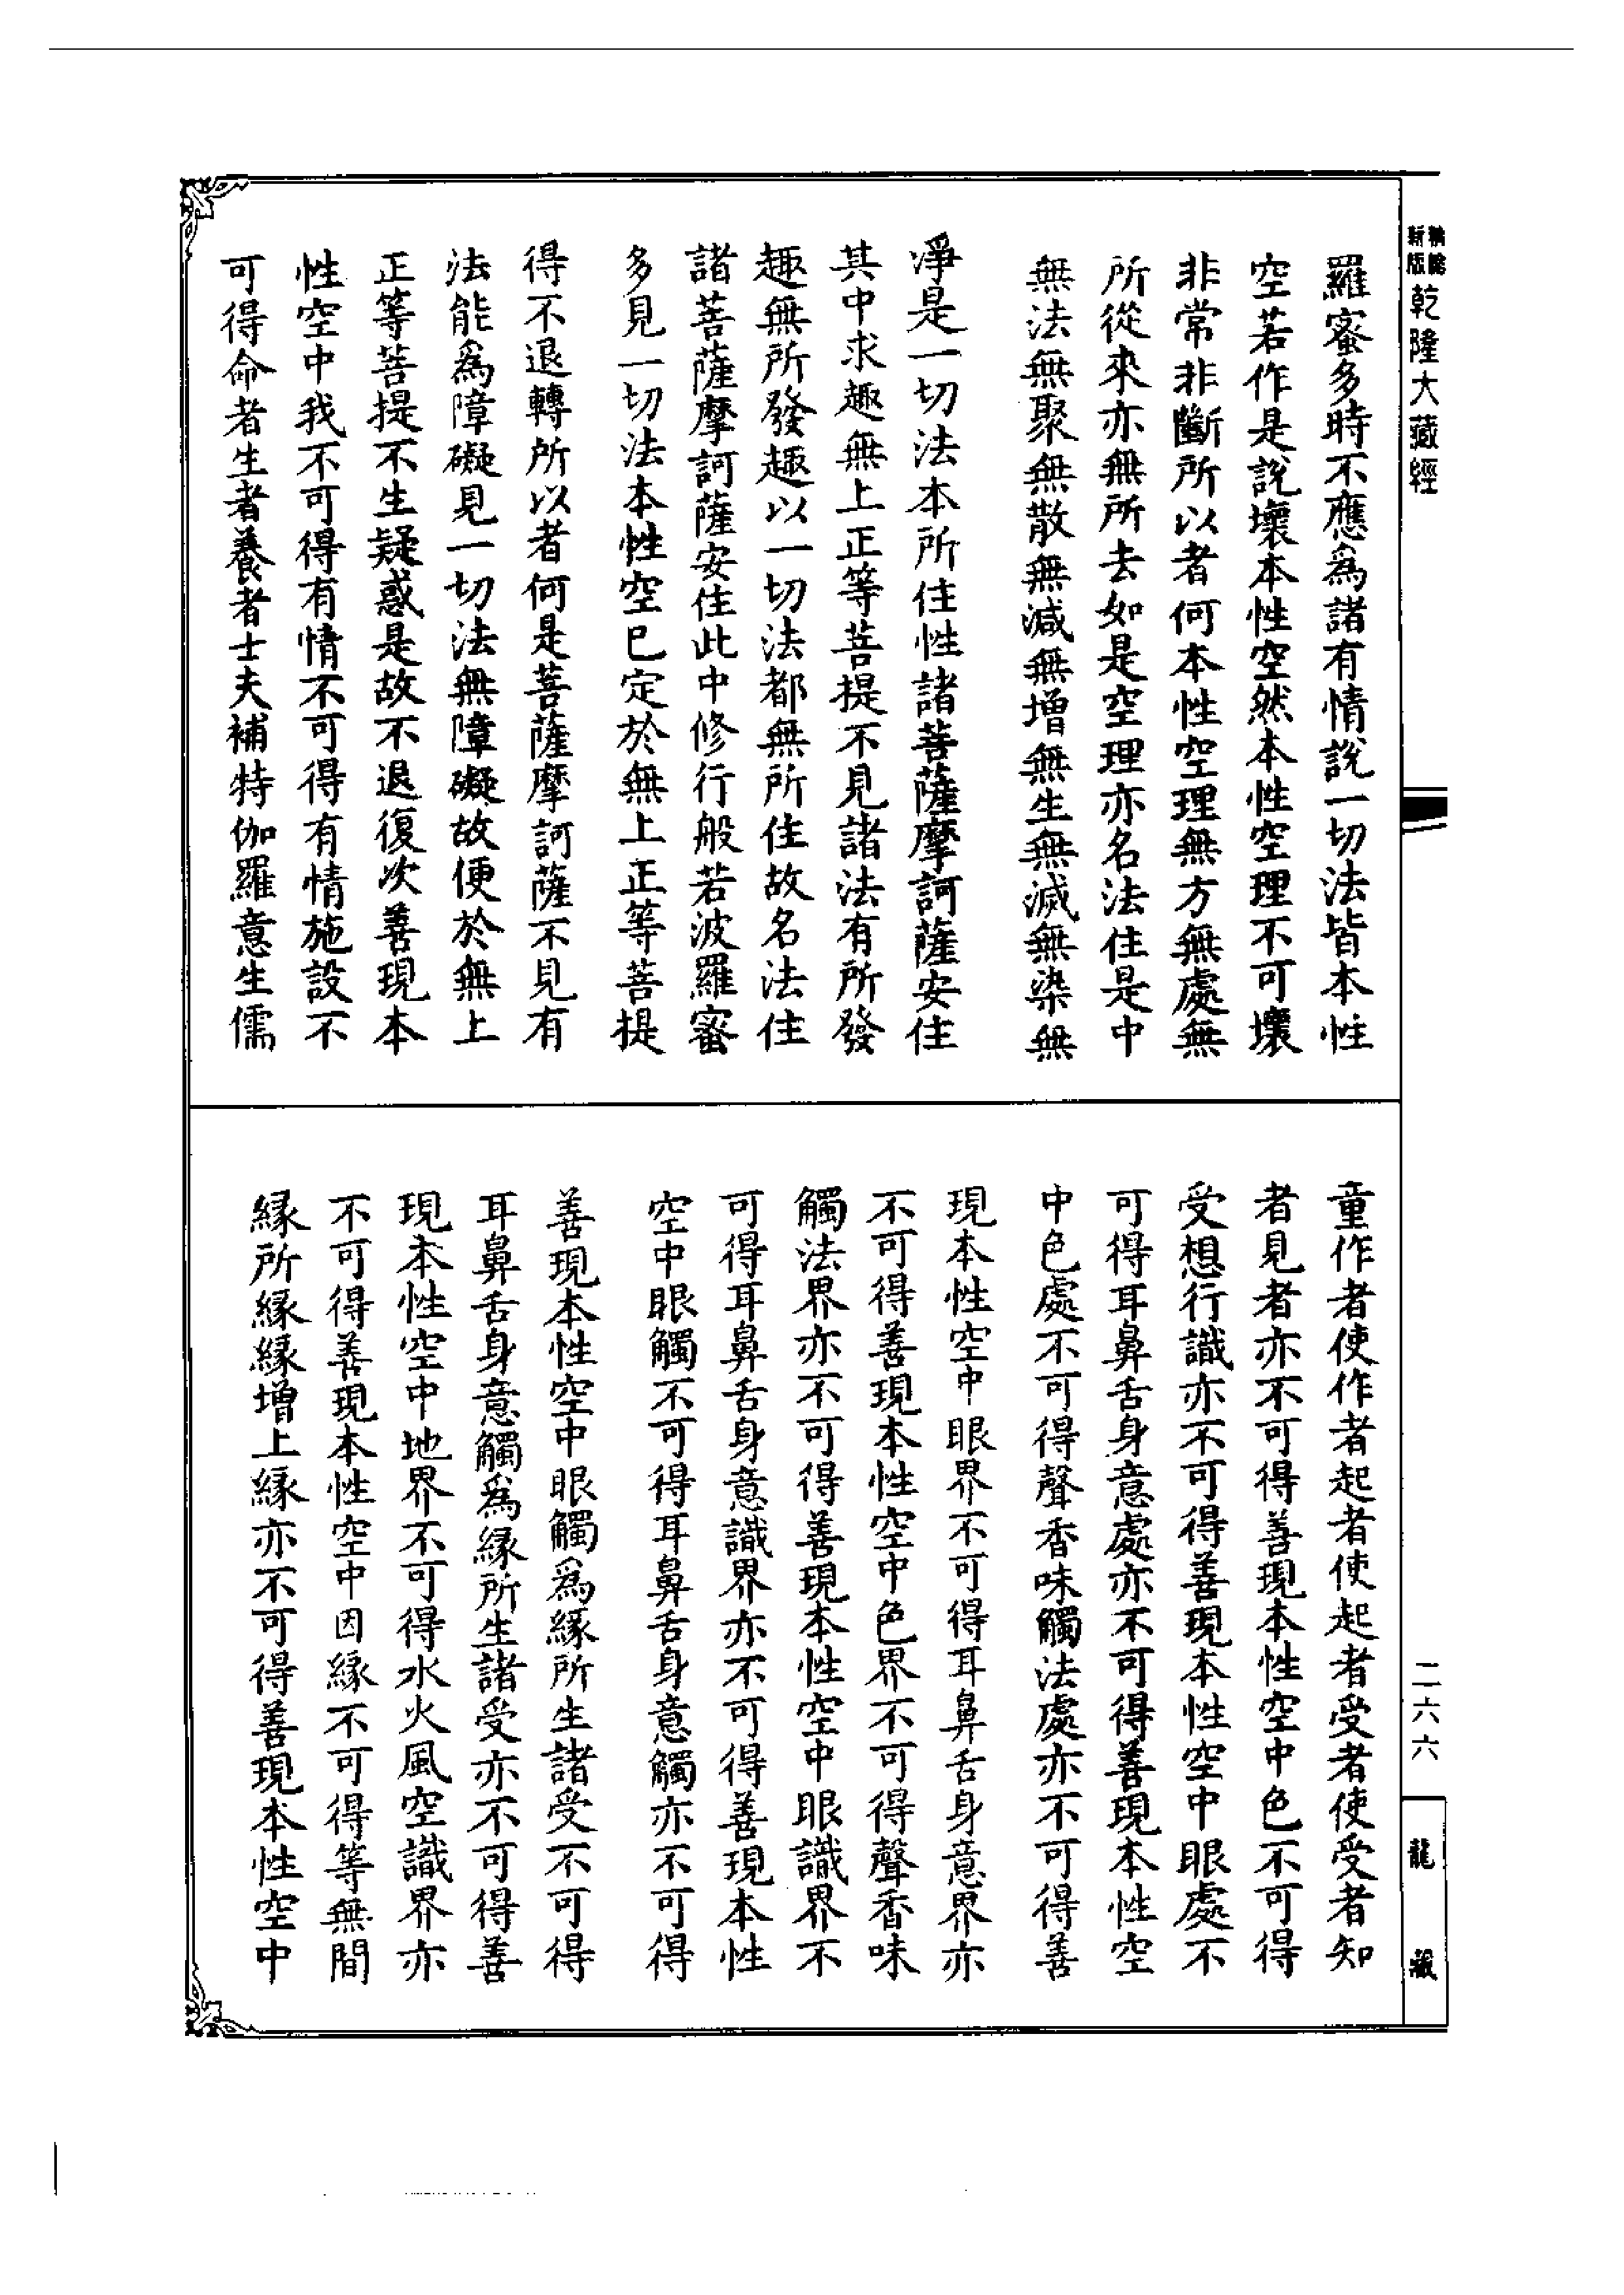 新版
乾隆大藏經
羅蜜多時不應爲諸有情說一切法皆本性
空若作是說壞本性空然本性空理不可壞
非常非斷所以者何本性空理無方無處無
所從來亦無所去如是空理亦名法住是中
無法無聚無散無減無增無生無滅無染無
淨是一切法本所住性諸菩薩摩訶薩安住
其中求趣無上正等菩提不見諸法有所發
趣無所發趣以一切法都無所住故名法住
諸菩薩摩訶薩安住此中修行般若波羅蜜
多見一切法本性空已定於無上正等菩提
得不退轉所以者何是菩薩摩訶薩不見有
法能爲障礙見一切法無障礙故便於無上
正等菩提不生疑惑是故不退復次善現本
性空中我不可得有情不可得有情施設不
可得命者生者養者士夫補特伽羅意生儒
童作者使作者起者使起者受者使受者知
者見者亦不可得善現本性空中色不可得
受想行識亦不可得善現本性空中眼處不
可得耳鼻舌身意處亦不可得善現本性空
中色處不可得聲香味觸法處亦不可得善
現本性空中眼界不可得耳鼻舌身意界亦
不可得善現本性空中色界不可得聲香味
觸法界亦不可得善現本性空中眼識界不
可得耳鼻舌身意識界亦不可得善現本性
空中眼觸不可得耳鼻舌身意觸亦不可得
善現本性空中眼觸爲緣所生諸受不可得
耳鼻舌身意觸爲緣所生諸受亦不可得善
現本性空中地界不可得水火風空識界亦
不可得善現本性空中因緣不可得等無間
緣所緣緣增上緣亦不可得善現本性空中
二六六
龍藏